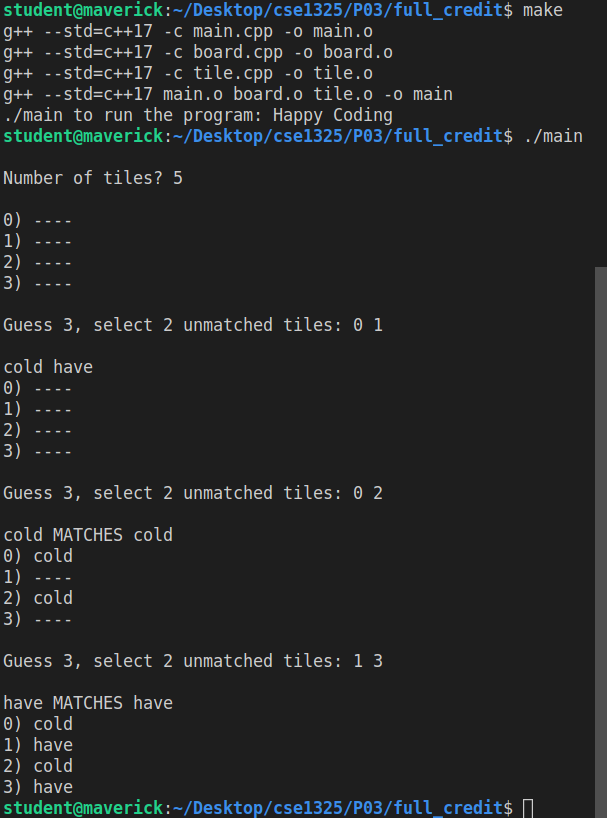 student@maverick:~/Desktop/cse1325/P03/full_credit$ make
g++ --std=c++17 -c main.cpp -o main.o
g++ --std=c++17 -c board.cpp -o board.o
g++ --std=c++17 -c tile.cpp -o tile.o
g++ --std=c++17 main.o board.o tile.o -o main
./main to run the program: Happy Coding
student@maverick:~/Desktop/cse1325/P03/full_credit$ ./main
Number of tiles? 5
0) ----
1) ----
2) ----
3) ----
Guess 3, select 2 unmatched tiles: 0 1
cold have
0) ----
1) ----
2) ----
3) ----
Guess 3, select 2 unmatched tiles: 0 2
cold MATCHES cold
0) cold
1) ----
2) cold
3) ----
Guess 3, select 2 unmatched tiles: 1 3
have MATCHES have
0) cold
1) have
2) cold
3) have
student@maverick:~/Desktop/cse1325/P03/full_credit$